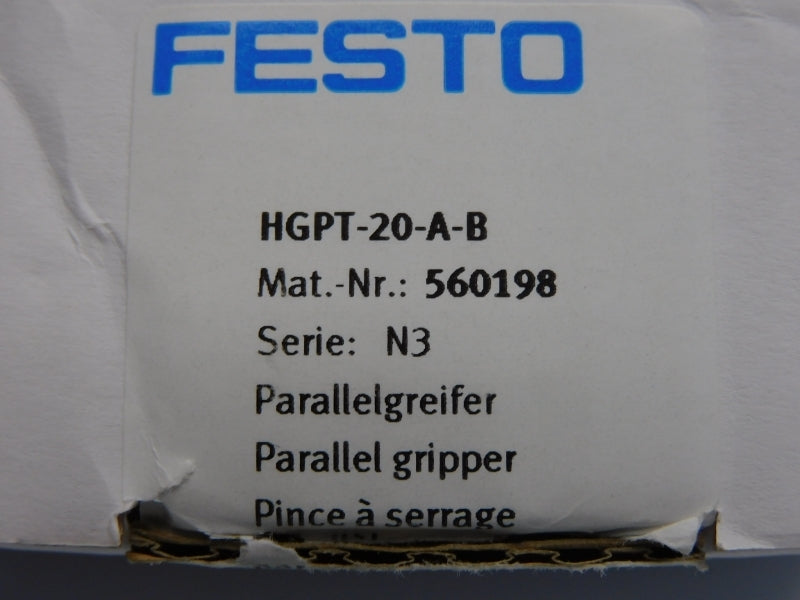 FESTO
HGPT-20-A-B
Mat.-Nr.: 560198
Serie: N3
Parallelgreifer
Parallel gripper
Pince à serrage